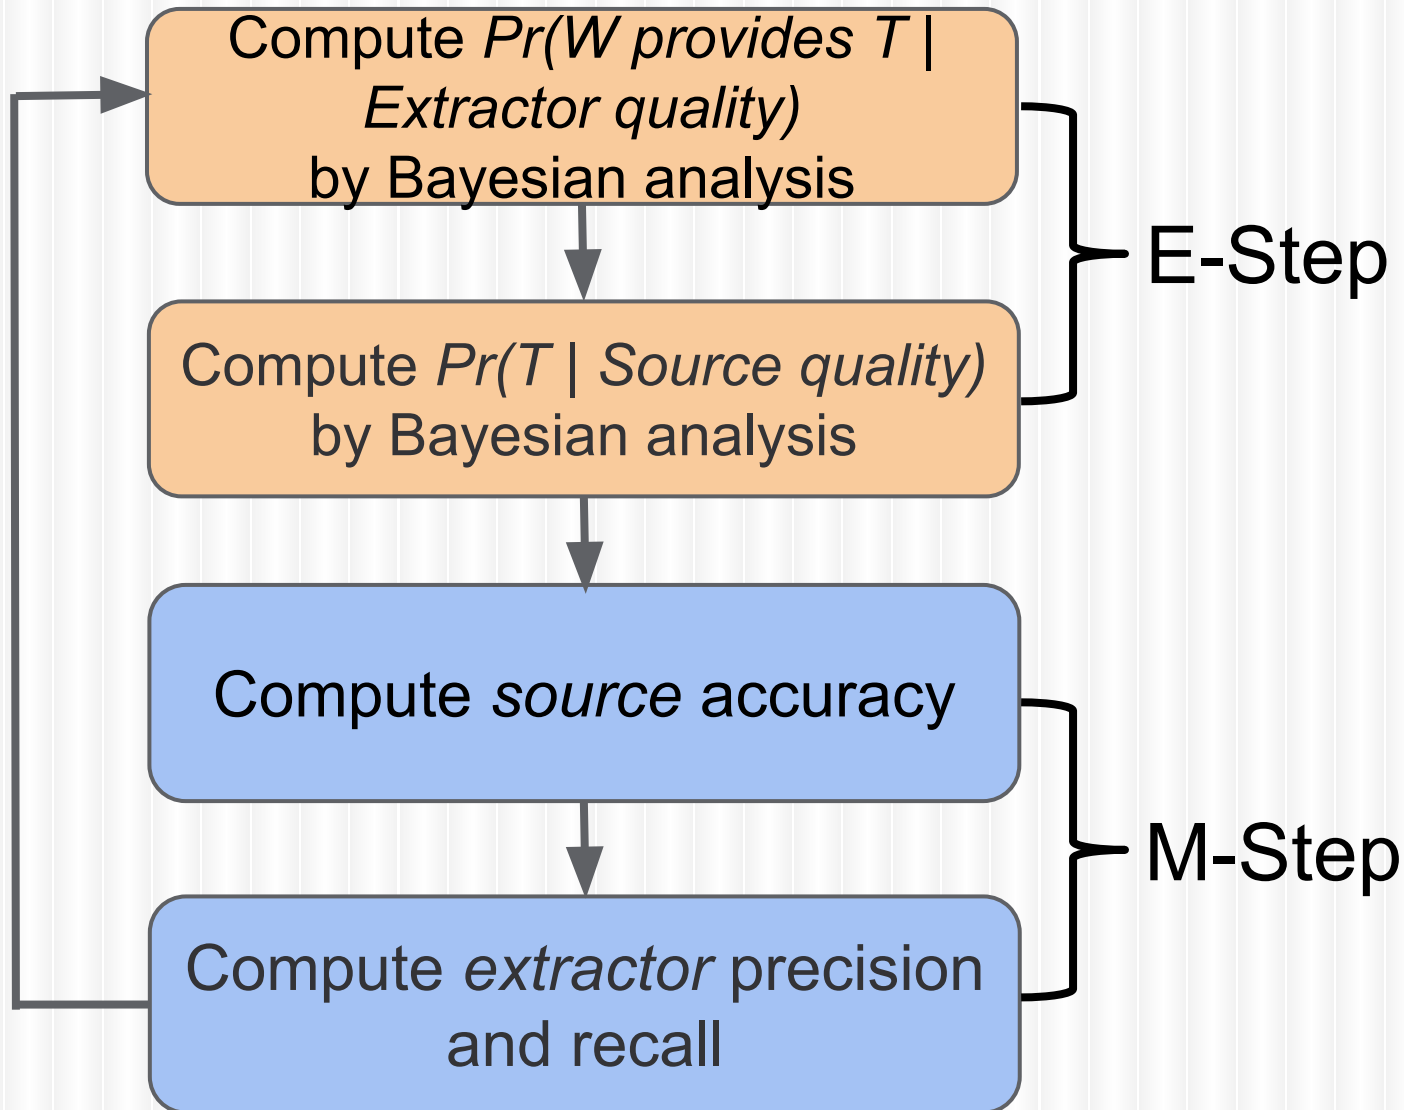 Compute Pr(W provides T |
Extractor quality)
by Bayesian analysis
E-Step
Compute Pr(T | Source quality)
by Bayesian analysis
Compute source accuracy
M-Step
Compute extractor precision
and recall